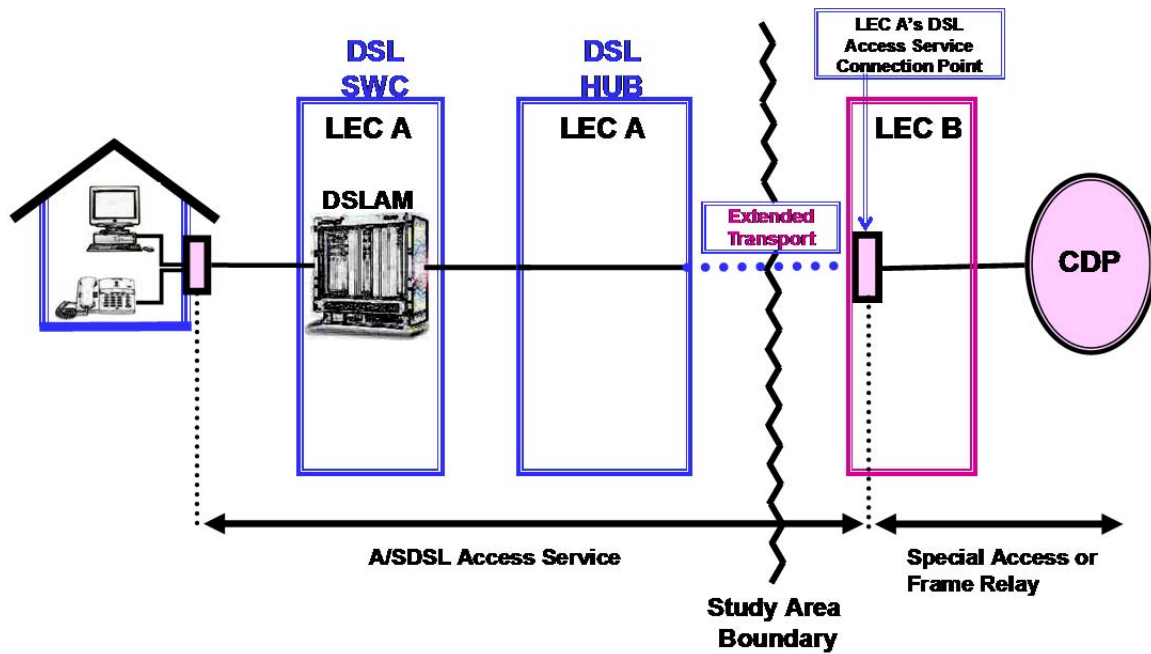 DSL
SWC
DSL
HUB
LEC A's DSL
Access Service
Connection Point
LEC A
LEC A
LEC B
DSLAM
Extended
Transport
CDP
A/SDSL Access Service
Special Access or
Frame Relay
Study Area
Boundary